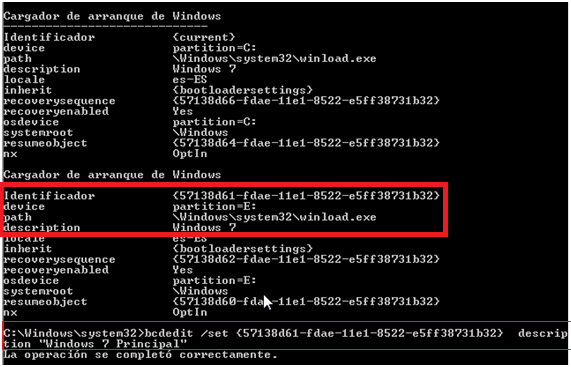 Cargador de arranque de Windows
----------------------------
Identificador {current}
device partition=C:
path \Windows\system32\winload.exe
description Windows 7
locale es-ES
inherit {bootloadersettings}
recoverysequence {57138d66-fdae-11e1-8522-e5ff38731b32}
recoveryenabled Yes
osdevice partition=C:
systemroot \Windows
resumeobject {57138d64-fdae-11e1-8522-e5ff38731b32}
nx OptIn
Cargador de arranque de Windows
Identificador {57138d61-fdae-11e1-8522-e5ff38731b32}
device partition=E:
path \Windows\system32\winload.exe
description Windows 7
locale es-ES
inherit {bootloadersettings}
recoverysequence {57138d62-fdae-11e1-8522-e5ff38731b32}
recoveryenabled Yes
osdevice partition=E:
systemroot \Windows
resumeobject {57138d60-fdae-11e1-8522-e5ff38731b32}
nx OptIn
C:\Windows\system32>bcdedit /set {57138d61-fdae-11e1-8522-e5ff38731b32} descrip
tion "Windows 7 Principal"
La operación se completó correctamente.